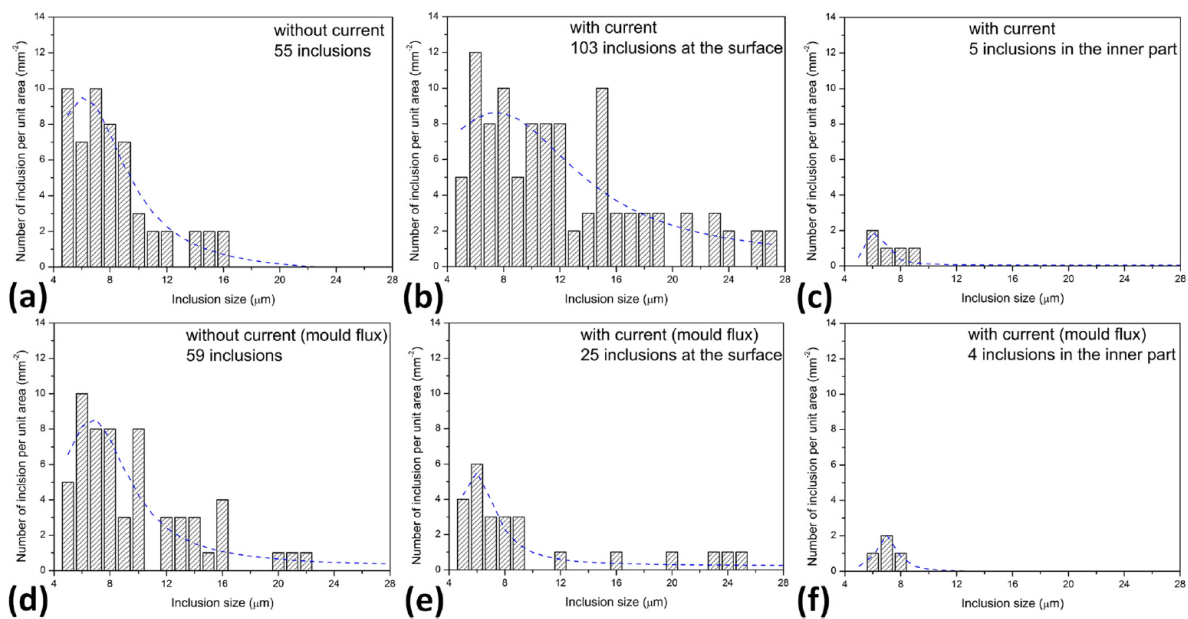 without current
55 inclusions
Number of inclusion per unit area (mm-2)
14
12
10
8
6
4
2
0
4 8 12 16 20 24 28
Inclusion size (μm)
(a)
with current
103 inclusions at the surface
Number of inclusion per unit area (mm-2)
14
12
10
8
6
4
2
0
4 8 12 16 20 24 28
Inclusion size (μm)
(b)
with current
5 inclusions in the inner part
Number of inclusion per unit area (mm-2)
14
12
10
8
6
4
2
0
4 8 12 16 20 24 28
Inclusion size (μm)
(c)
without current (mould flux)
59 inclusions
Number of inclsion per unit area (mm-2)
14
12
10
8
6
4
2
0
4 8 12 16 20 24 28
Inclusion size (μm)
(d)
with current (mould flux)
25 inclusions at the surface
Number of inclusion per unit area (mm-2)
14
12
10
8
6
4
2
0
4 8 12 16 20 24 28
Inclusion size (μm)
(e)
with current (mould flux)
4 inclusions in the inner part
Number of inclusion per unit area (mm-2)
14
12
10
8
6
4
2
0
4 8 12 16 20 24 28
Inclusion size (μm)
(f)